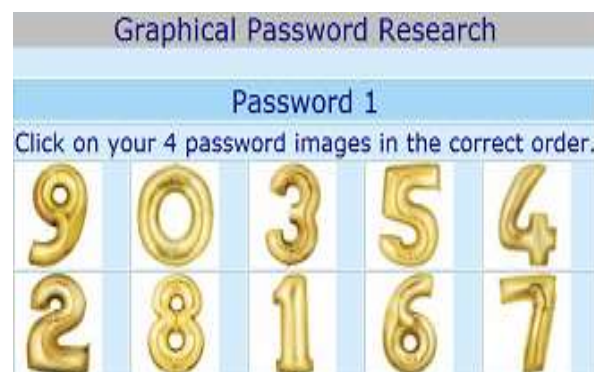 Graphical Password Research
Password 1
Click on your 4 password images in the correct order.
9 0 3 5 4
2 8 1 6 7